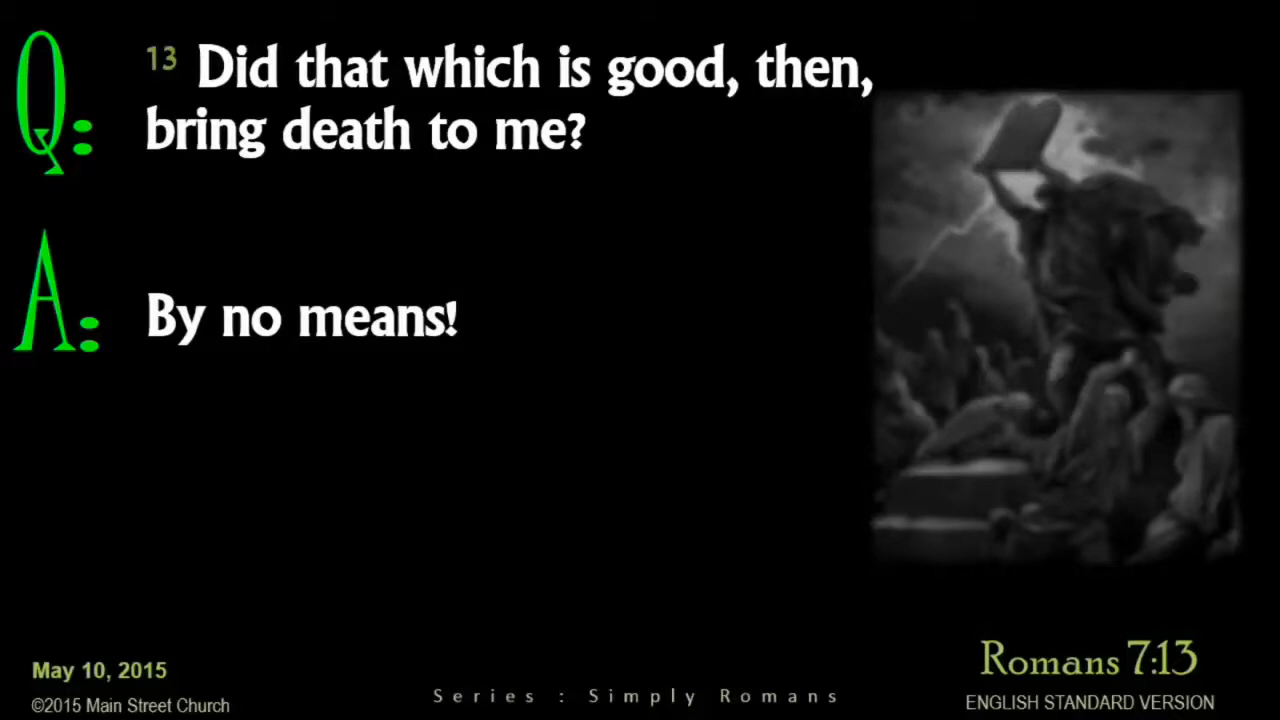 Q: 13 Did that which is good, then,
bring death to me?
A: By no means!
May 10, 2015
©2015 Main Street Church
Series : Simply Romans
Romans 7:13
ENGLISH STANDARD VERSION